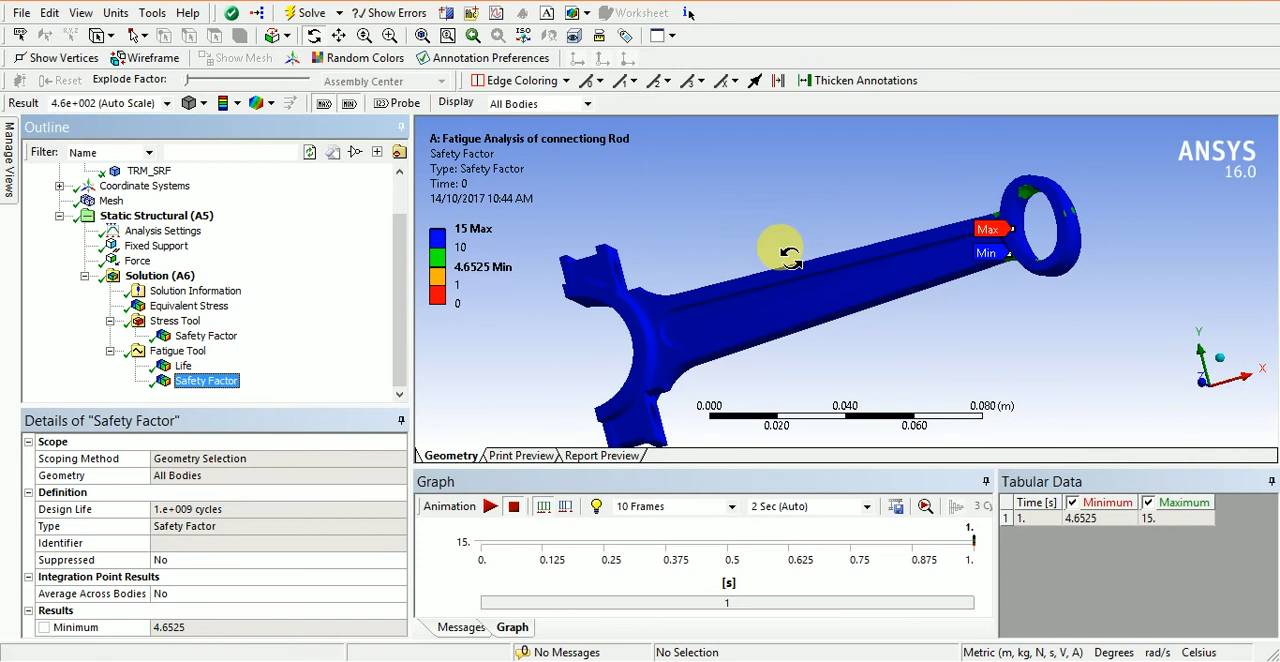 File Edit View Units Tools Help Solve ?/ Show Errors Worksheet i
Show Vertices Wireframe Show Mesh Random Colors Annotation Preferences
Reset Explode Factor: Assembly Center Edge Coloring Thicken Annotations
Result 4.6e+002 (Auto Scale) Probe Display All Bodies
Manage Views
Outline
Filter: Name
TRM_SRF
Coordinate Systems
Mesh
Static Structural (A5)
Analysis Settings
Fixed Support
Force
Solution (A6)
Solution Information
Equivalent Stress
Stress Tool
Safety Factor
Fatigue Tool
Life
Safety Factor
Details of "Safety Factor"
Scope
Scoping Method Geometry Selection
Geometry All Bodies
Definition
Design Life 1.e+009 cycles
Type Safety Factor
Identifier
Suppressed No
Integration Point Results
Average Across Bodies No
Results
Minimum 4.6525
A: Fatigue Analysis of connectiong Rod
Safety Factor
Type: Safety Factor
Time: 0
14/10/2017 10:44 AM
15 Max
10
4.6525 Min
1
0
ANSYS
16.0
Max
Min
Y
X
Z
0.000 0.040 0.080 (m)
0.020 0.060
Geometry Print Preview Report Preview
Graph
Animation 10 Frames 2 Sec (Auto) 3 Cy
1.
15.
0. 0.125 0.25 0.375 0.5 0.625 0.75 0.875 1.
[s]
1
Messages Graph
Tabular Data
Time [s] Minimum Maximum
1 1. 4.6525 15.
0 No Messages No Selection Metric (m, kg, N, s, V, A) Degrees rad/s Celsius